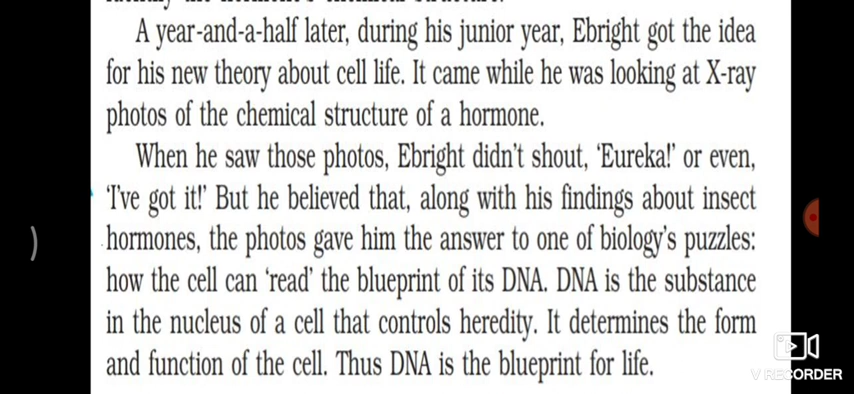 A year-and-a-half later, during his junior year, Ebright got the idea
for his new theory about cell life. It came while he was looking at X-ray
photos of the chemical structure of a hormone.
When he saw those photos, Ebright didn't shout, 'Eureka!' or even,
'I've got it!' But he believed that, along with his findings about insect
hormones, the photos gave him the answer to one of biology's puzzles:
how the cell can 'read' the blueprint of its DNA. DNA is the substance
in the nucleus of a cell that controls heredity. It determines the form
and function of the cell. Thus DNA is the blueprint for life.
V RECORDER